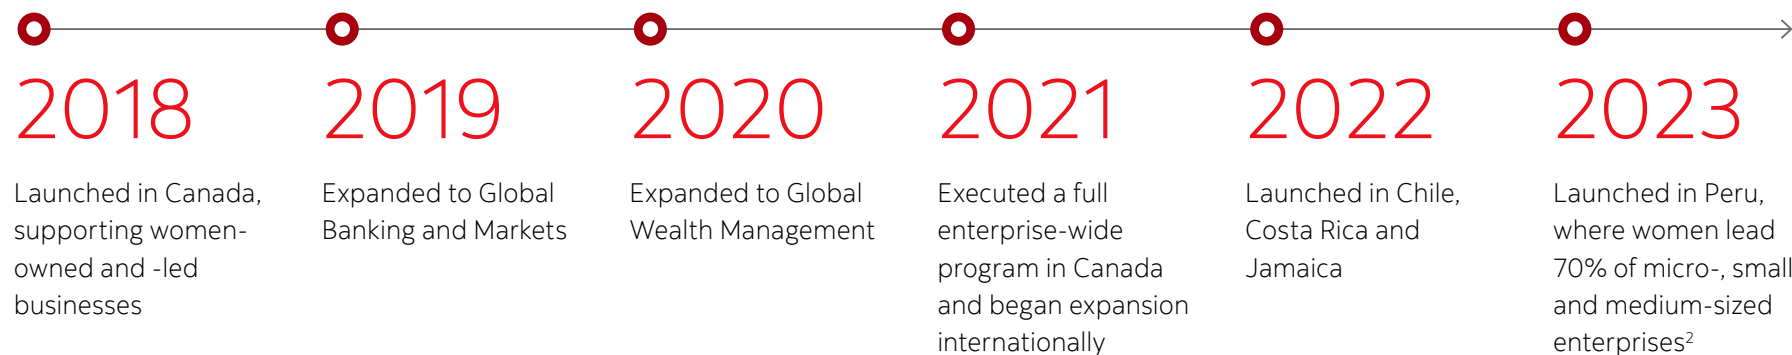 2018
Launched in Canada,
supporting women-
owned and -led
businesses
2019
Expanded to Global
Banking and Markets
2020
Expanded to Global
Wealth Management
2021
Executed a full
enterprise-wide
program in Canada
and began expansion
internationally
2022
Launched in Chile,
Costa Rica and
Jamaica
2023
Launched in Peru,
where women lead
70% of micro-, small
and medium-sized
enterprises²